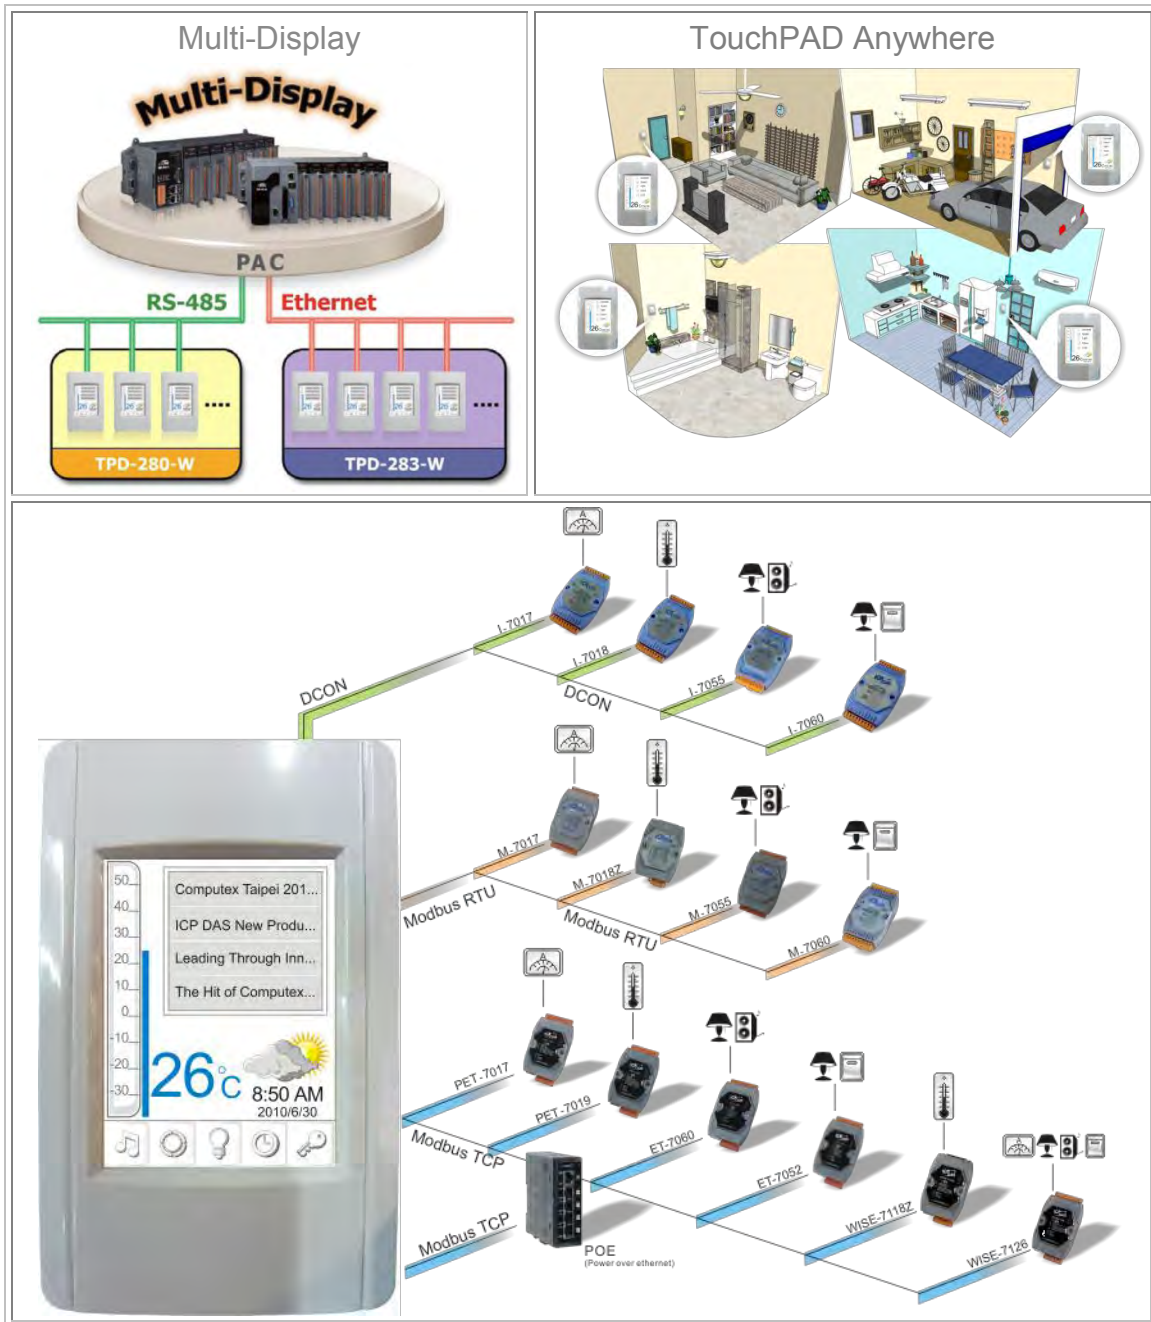 Multi-Display
Multi-Display
PAC
RS-485
Ethernet
TPD-280-W
TPD-283-W
TouchPAD Anywhere
A
I-7017
I-7018
I-7055
I-7060
DCON
DCON
A
M-7017
M-7018Z
M-7055
M-7060
Modbus RTU
Modbus RTU
A
PET-7017
PET-7019
ET-7060
ET-7052
WISE-7118Z
WISE-7126
Modbus TCP
Modbus TCP
POE
(Power over ethernet)
50
40
30
20
10
0
-10
-20
-30
Computex Taipei 201...
ICP DAS New Produ...
Leading Through Inn...
The Hit of Computex...
26°C
8:50 AM
2010/6/30